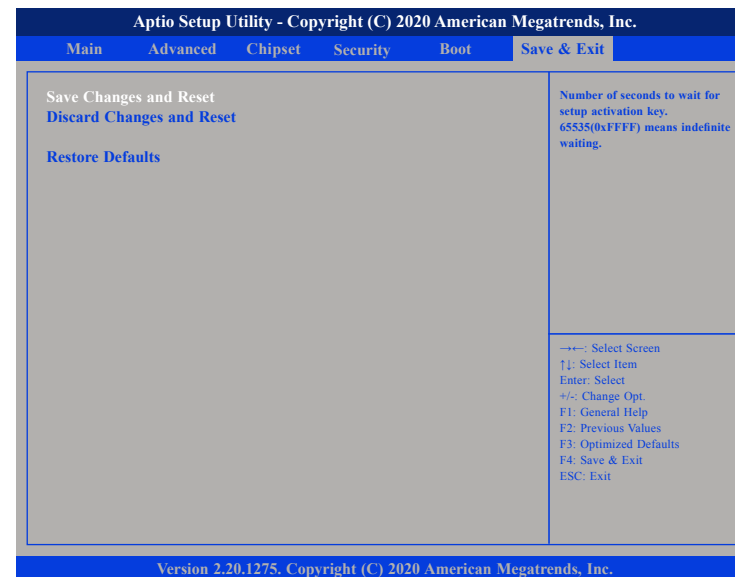 Aptio Setup Utility - Copyright (C) 2020 American Megatrends, Inc.
Main Advanced Chipset Security Boot Save & Exit
Save Changes and Reset
Discard Changes and Reset
Restore Defaults
Number of seconds to wait for
setup activation key.
65535(0xFFFF) means indefinite
waiting.
→←: Select Screen
↑↓: Select Item
Enter: Select
+/-: Change Opt.
F1: General Help
F2: Previous Values
F3: Optimized Defaults
F4: Save & Exit
ESC: Exit
Version 2.20.1275. Copyright (C) 2020 American Megatrends, Inc.